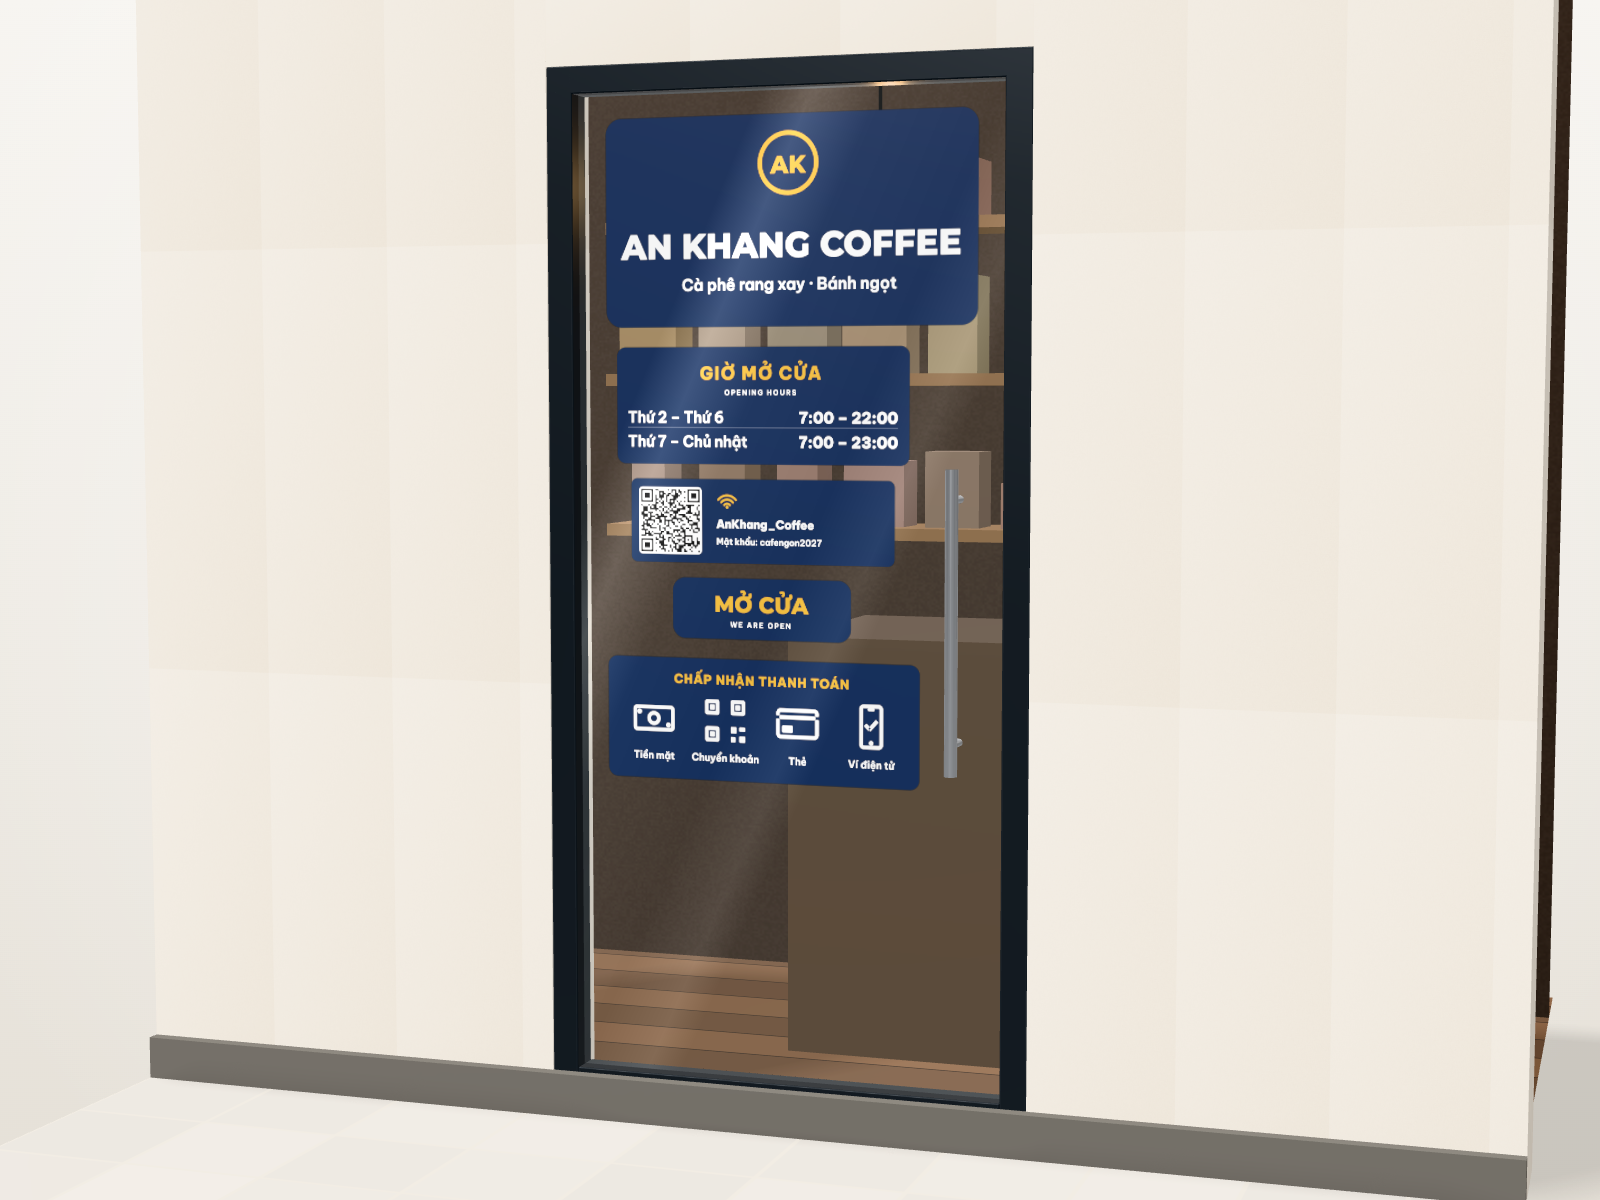 AK
AN KHANG COFFEE
Cà phê rang xay · Bánh ngọt
GIỜ MỞ CỬA
OPENING HOURS
Thứ 2 – Thứ 6 7:00 – 22:00
Thứ 7 – Chủ nhật 7:00 – 23:00
AnKhang_Coffee
Mật khẩu: cafengon2027
MỞ CỬA
WE ARE OPEN
CHẤP NHẬN THANH TOÁN
Tiền mặt Chuyển khoản Thẻ Ví điện tử